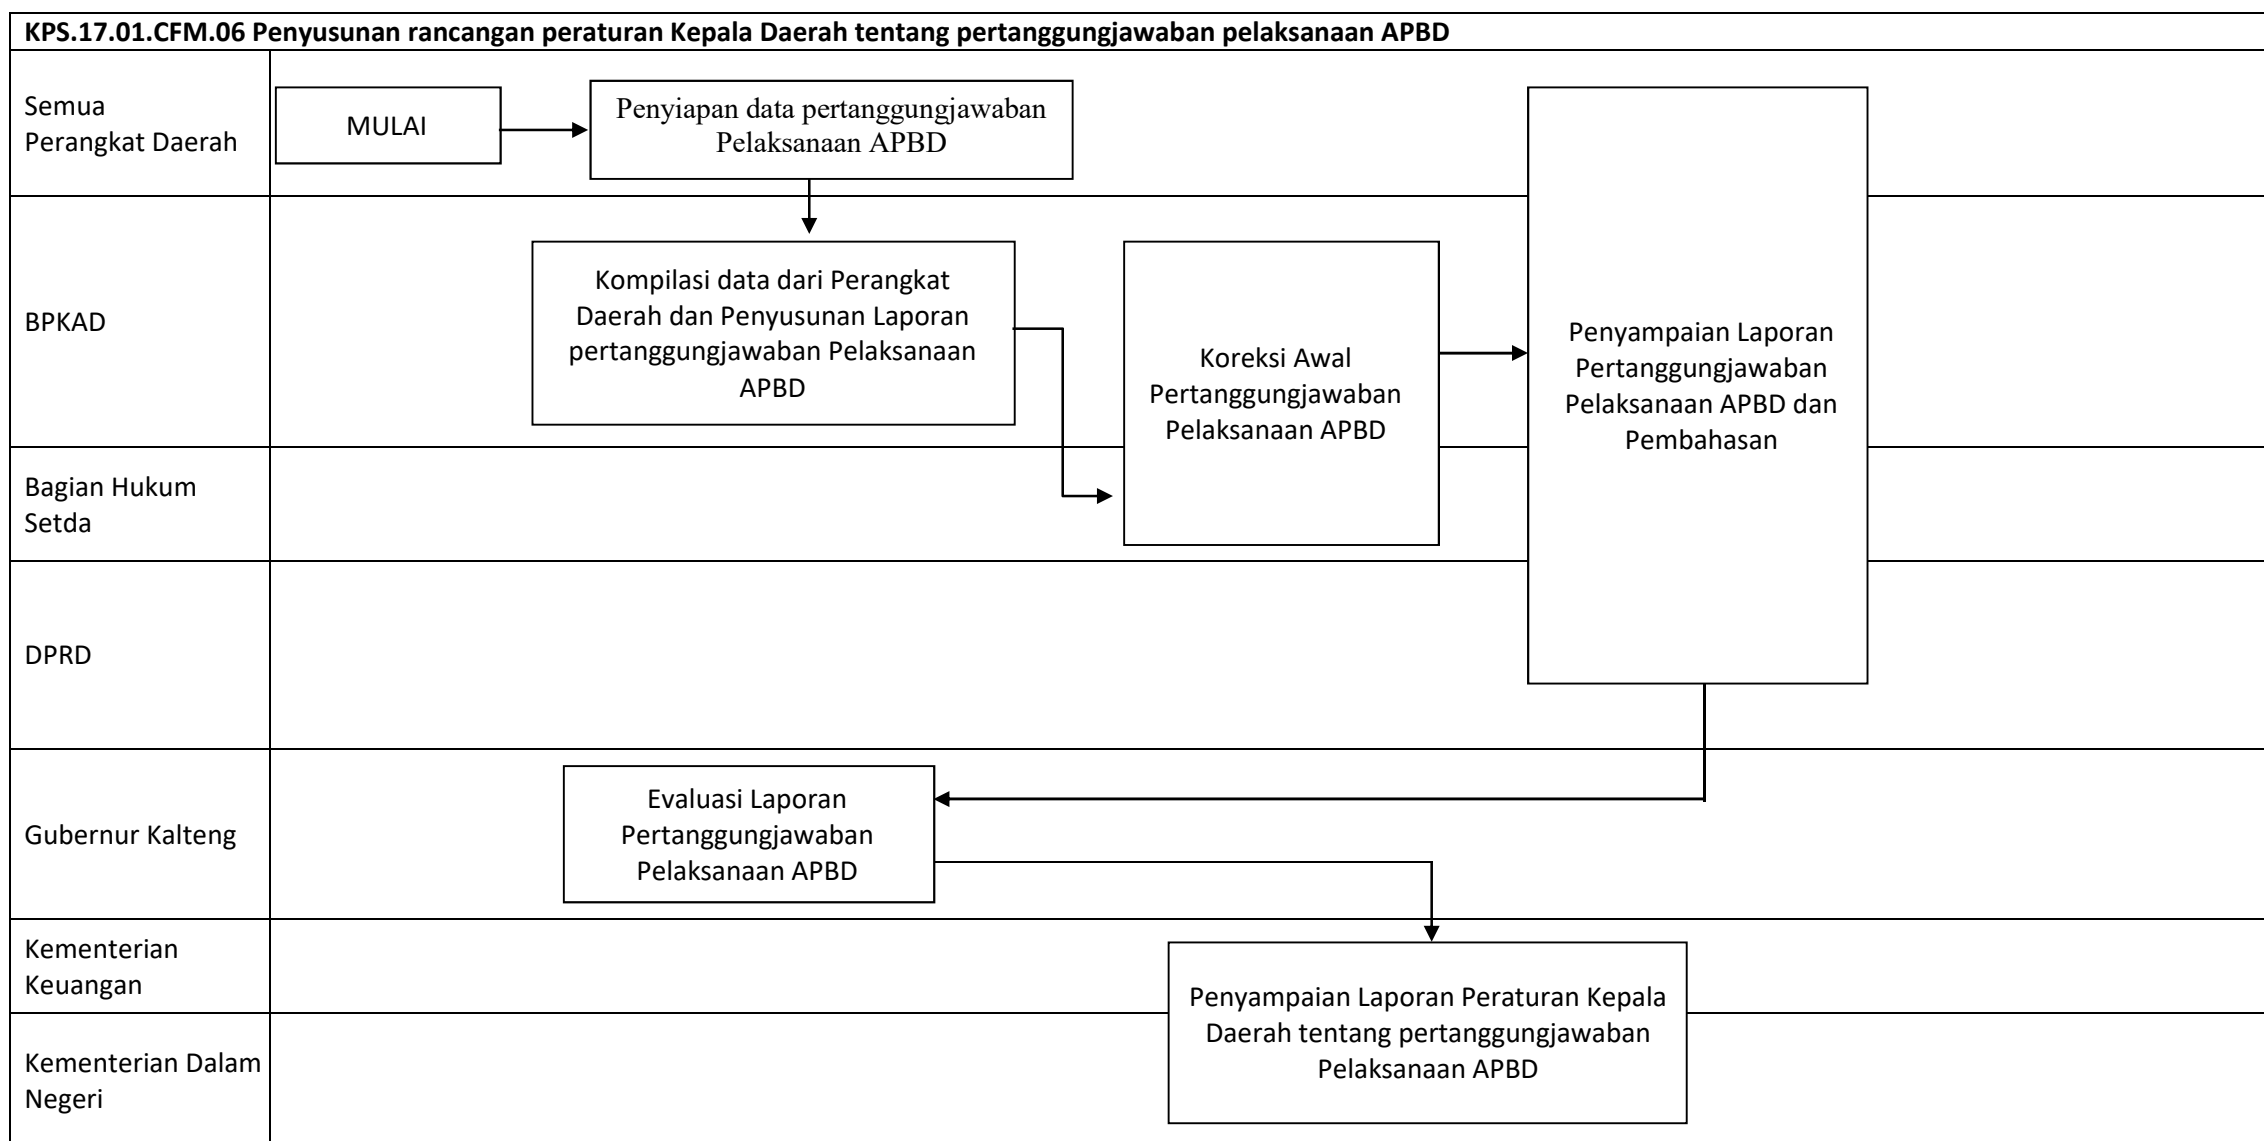 KPS.17.01.CFM.06 Penyusunan rancangan peraturan Kepala Daerah tentang pertanggungjawaban pelaksanaan APBD
Semua
Perangkat Daerah
MULAI
Penyiapan data pertanggungjawaban
Pelaksanaan APBD
BPKAD
Kompilasi data dari Perangkat
Daerah dan Penyusunan Laporan
pertanggungjawaban Pelaksanaan
APBD
Koreksi Awal
Pertanggungjawaban
Pelaksanaan APBD
Penyampaian Laporan
Pertanggungjawaban
Pelaksanaan APBD dan
Pembahasan
Bagian Hukum
Setda
DPRD
Gubernur Kalteng
Evaluasi Laporan
Pertanggungjawaban
Pelaksanaan APBD
Kementerian
Keuangan
Penyampaian Laporan Peraturan Kepala
Daerah tentang pertanggungjawaban
Pelaksanaan APBD
Kementerian Dalam
Negeri